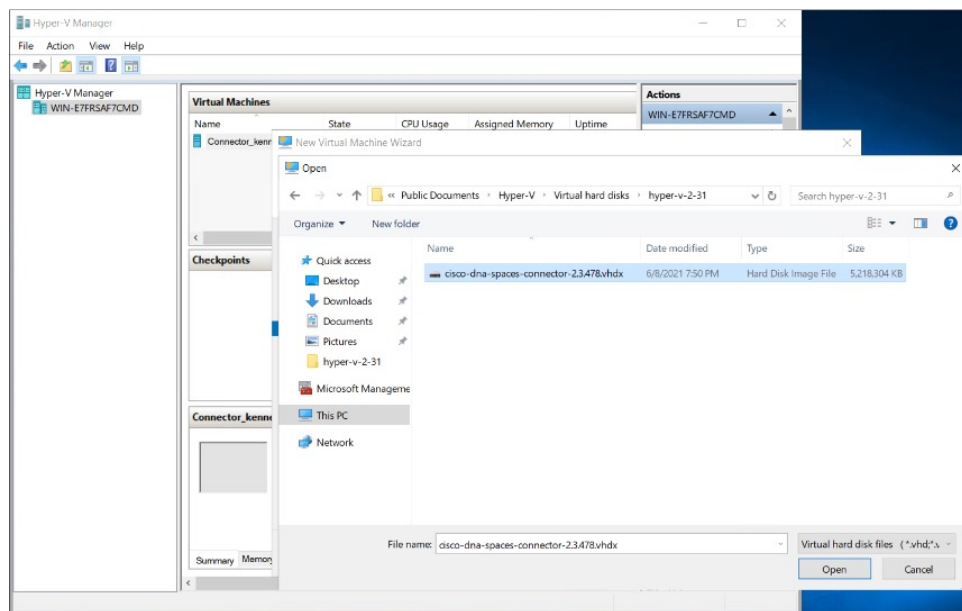 Hyper-V Manager
File Action View Help
Hyper-V Manager
WIN-E7FRSAF7CMD
Virtual Machines
Name State CPU Usage Assigned Memory Uptime
Connector_kenn
Actions
WIN-E7FRSAF7CMD
New Virtual Machine Wizard
Open
« Public Documents › Hyper-V › Virtual hard disks › hyper-v-2-31
Search hyper-v-2-31
Organize New folder
Name Date modified Type Size
Quick access
cisco-dna-spaces-connector-2.3.478.vhdx 6/8/2021 7:50 PM Hard Disk Image File 5,218,304 KB
Desktop
Downloads
Documents
Pictures
hyper-v-2-31
Microsoft Manageme
This PC
Network
Checkpoints
Connector_kenne
Summary Memory
File name: cisco-dna-spaces-connector-2.3.478.vhdx
Virtual hard disk files (*.vhd;*.v
Open Cancel